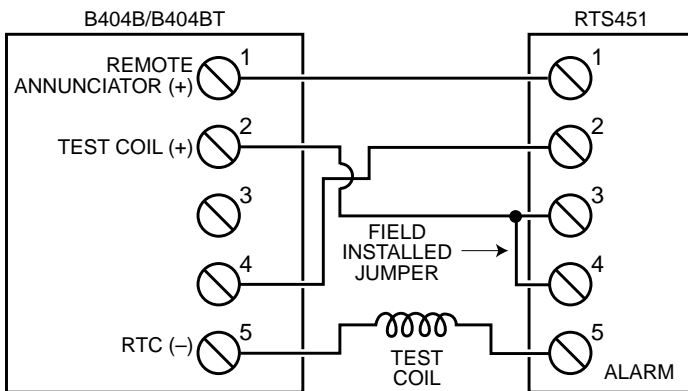 B404B/B404BT
RTS451
REMOTE
ANNUNCIATOR (+)
1
1
TEST COIL (+)
2
2
3
3
FIELD
INSTALLED
JUMPER
4
4
RTC (–)
5
5
TEST
COIL
ALARM